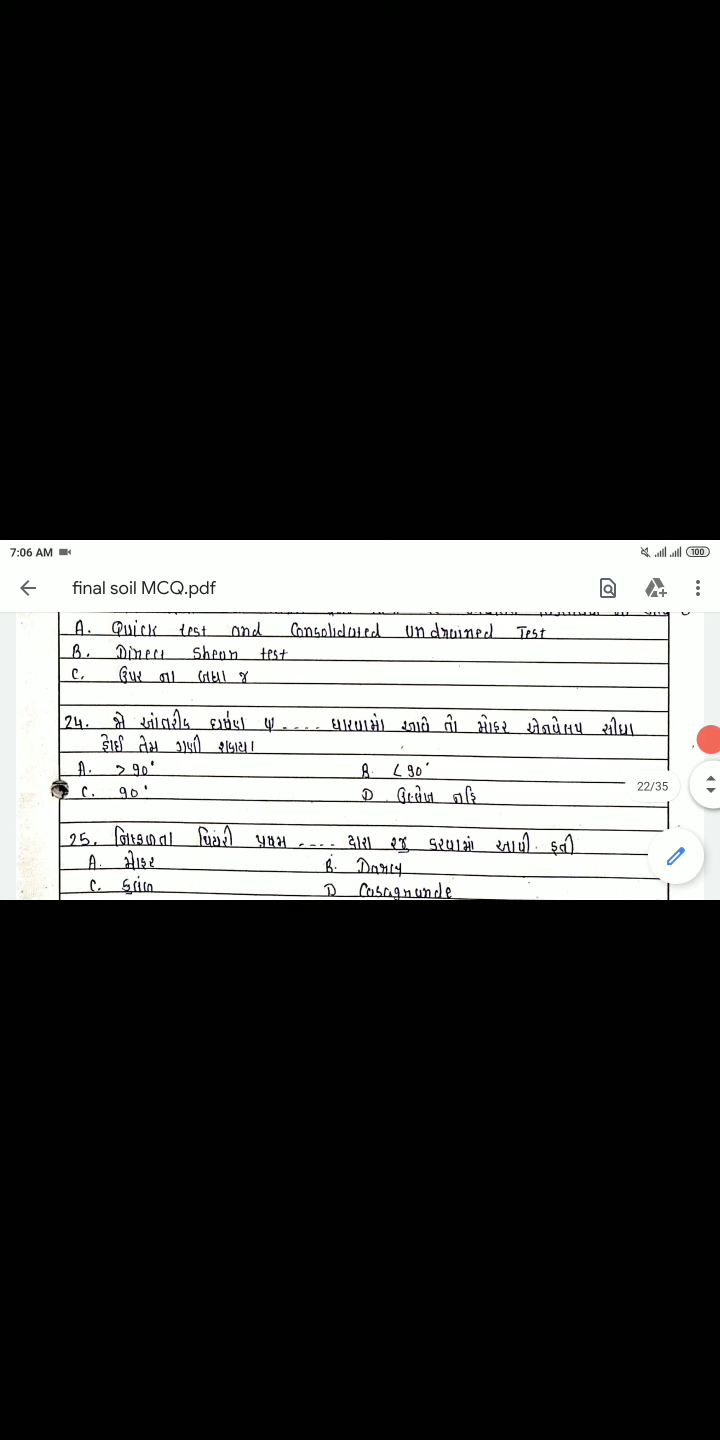 7:06 AM
100
final soil MCQ.pdf
A. Quick test and Consolidated undrained Test
B. Direct Shear test
C. ઉપર ના બધા જ
24. જો આંતરીક ઘર્ષણ φ .... ધારવામાં આવે તો મોહર એનવેલપ સીધા
હોઈ તેમ ગણી શકાય।
A. > 90°
B. < 90°
C. 90°
D ઉલ્લેખ નહિ
22/35
25. નિષ્ફળતા થિયરી પ્રથમ .... દ્વારા રજૂ કરવામાં આવી હતી
A. મોહર
B. Darcy
C. કુલંબ
D Casagrande